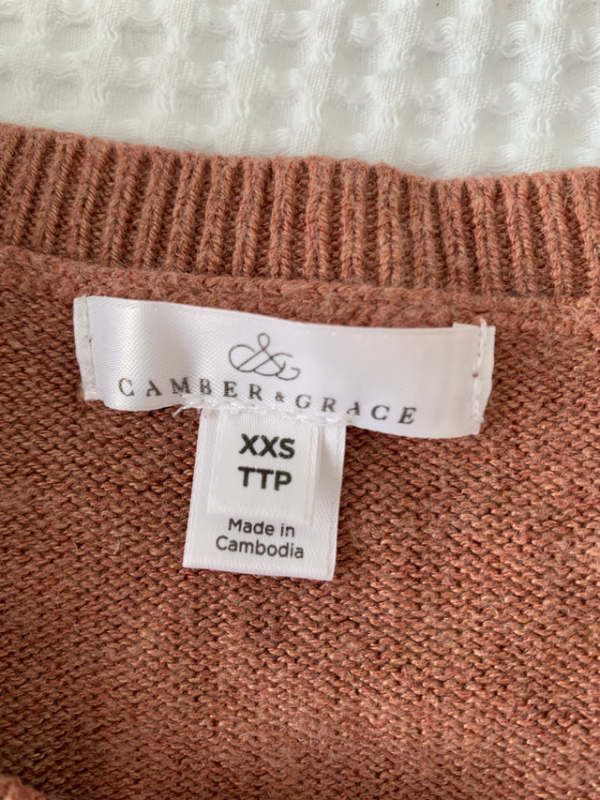 &
CAMBER & GRACE
XXS
TTP
Made in
Cambodia